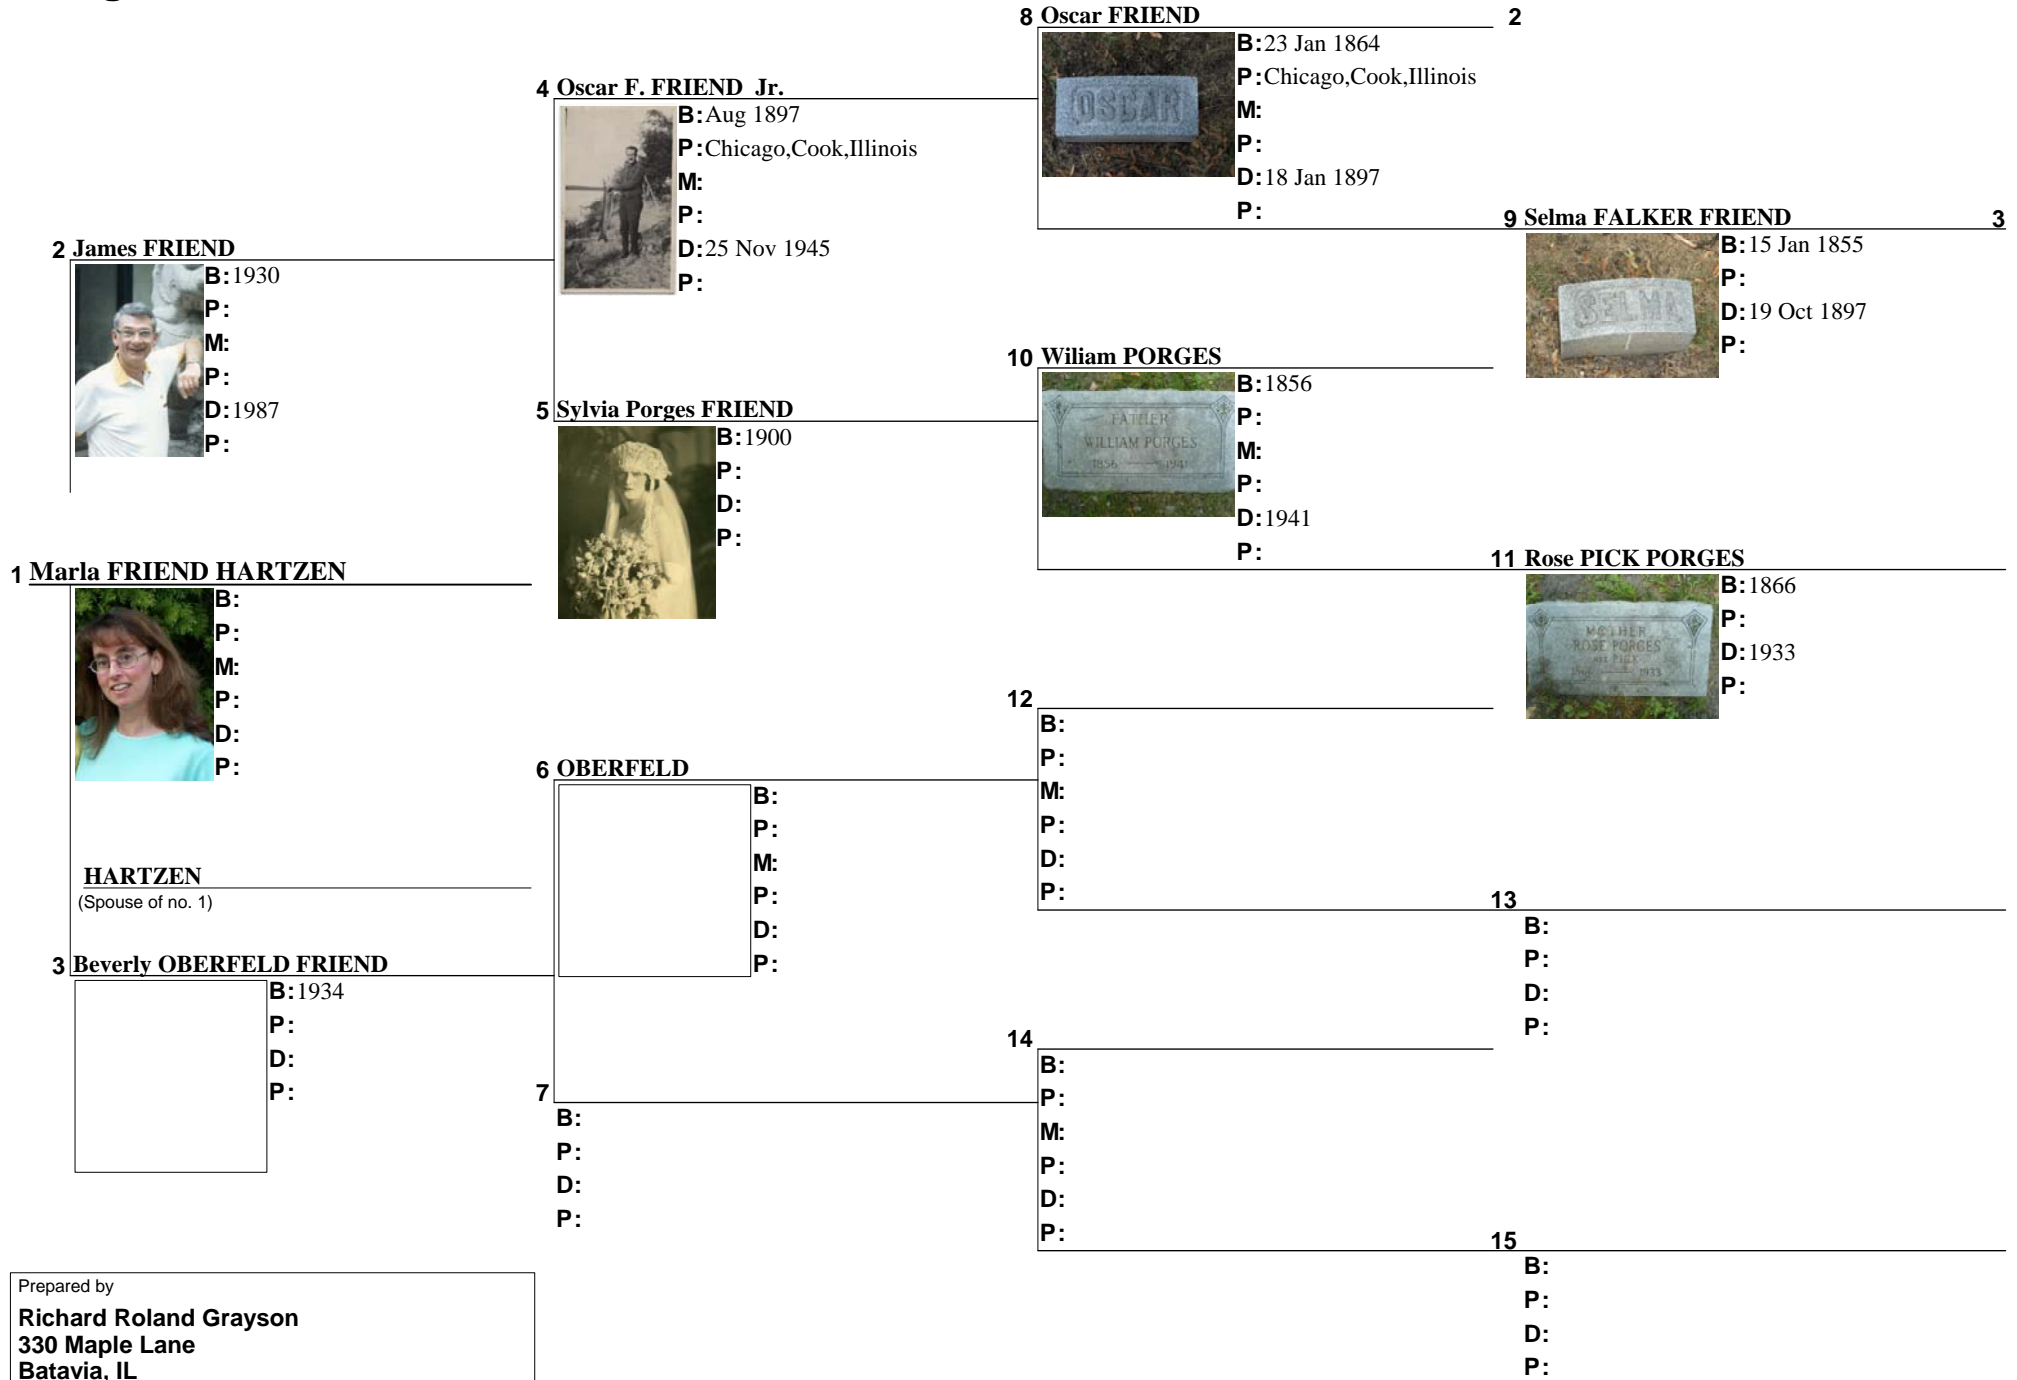 8 Oscar FRIEND 2
B: 23 Jan 1864
P: Chicago,Cook,Illinois
M:
P:
D: 18 Jan 1897
P:
OSCAR
4 Oscar F. FRIEND Jr.
B: Aug 1897
P: Chicago,Cook,Illinois
M:
P:
D: 25 Nov 1945
P:
9 Selma FALKER FRIEND 3
B: 15 Jan 1855
P:
D: 19 Oct 1897
P:
SELMA
2 James FRIEND
B: 1930
P:
M:
P:
D: 1987
P:
10 Wiliam PORGES
B: 1856
P:
M:
P:
D: 1941
P:
FATHER
WILLIAM PORGES
1856 — 1941
5 Sylvia Porges FRIEND
B: 1900
P:
D:
P:
11 Rose PICK PORGES
B: 1866
P:
D: 1933
P:
MOTHER
ROSE PORGES
NEE PICK
1866 — 1933
1 Marla FRIEND HARTZEN
B:
P:
M:
P:
D:
P:
HARTZEN
(Spouse of no. 1)
12
B:
P:
M:
P:
D:
P:
6 OBERFELD
B:
P:
M:
P:
D:
P:
13
B:
P:
D:
P:
3 Beverly OBERFELD FRIEND
B: 1934
P:
D:
P:
14
B:
P:
M:
P:
D:
P:
7
B:
P:
D:
P:
15
B:
P:
D:
P:
Prepared by
Richard Roland Grayson
330 Maple Lane
Batavia, IL